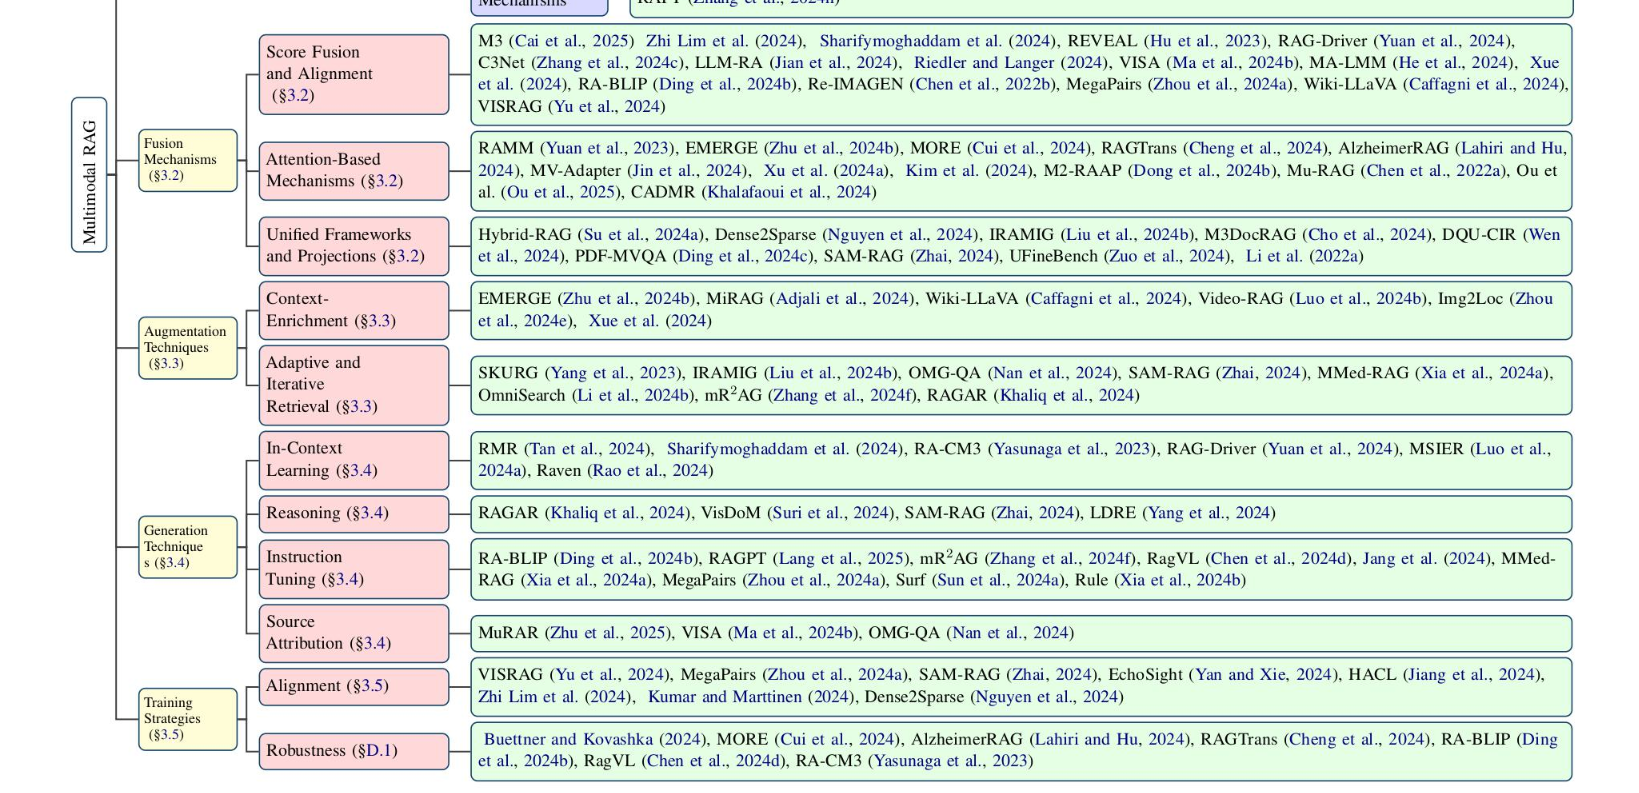 Mechanisms
RAFT (Zhang et al., 2024h)
Multimodal RAG
Fusion
Mechanisms
(§3.2)
Score Fusion
and Alignment
(§3.2)
M3 (Cai et al., 2025) Zhi Lim et al. (2024), Sharifymoghaddam et al. (2024), REVEAL (Hu et al., 2023), RAG-Driver (Yuan et al., 2024),
C3Net (Zhang et al., 2024c), LLM-RA (Jian et al., 2024), Riedler and Langer (2024), VISA (Ma et al., 2024b), MA-LMM (He et al., 2024), Xue
et al. (2024), RA-BLIP (Ding et al., 2024b), Re-IMAGEN (Chen et al., 2022b), MegaPairs (Zhou et al., 2024a), Wiki-LLaVA (Caffagni et al., 2024),
VISRAG (Yu et al., 2024)
Attention-Based
Mechanisms (§3.2)
RAMM (Yuan et al., 2023), EMERGE (Zhu et al., 2024b), MORE (Cui et al., 2024), RAGTrans (Cheng et al., 2024), AlzheimerRAG (Lahiri and Hu,
2024), MV-Adapter (Jin et al., 2024), Xu et al. (2024a), Kim et al. (2024), M2-RAAP (Dong et al., 2024b), Mu-RAG (Chen et al., 2022a), Ou et
al. (Ou et al., 2025), CADMR (Khalafaoui et al., 2024)
Unified Frameworks
and Projections (§3.2)
Hybrid-RAG (Su et al., 2024a), Dense2Sparse (Nguyen et al., 2024), IRAMIG (Liu et al., 2024b), M3DocRAG (Cho et al., 2024), DQU-CIR (Wen
et al., 2024), PDF-MVQA (Ding et al., 2024c), SAM-RAG (Zhai, 2024), UFineBench (Zuo et al., 2024), Li et al. (2022a)
Augmentation
Techniques
(§3.3)
Context-
Enrichment (§3.3)
EMERGE (Zhu et al., 2024b), MiRAG (Adjali et al., 2024), Wiki-LLaVA (Caffagni et al., 2024), Video-RAG (Luo et al., 2024b), Img2Loc (Zhou
et al., 2024e), Xue et al. (2024)
Adaptive and
Iterative
Retrieval (§3.3)
SKURG (Yang et al., 2023), IRAMIG (Liu et al., 2024b), OMG-QA (Nan et al., 2024), SAM-RAG (Zhai, 2024), MMed-RAG (Xia et al., 2024a),
OmniSearch (Li et al., 2024b), mR²AG (Zhang et al., 2024f), RAGAR (Khaliq et al., 2024)
Generation
Technique
s (§3.4)
In-Context
Learning (§3.4)
RMR (Tan et al., 2024), Sharifymoghaddam et al. (2024), RA-CM3 (Yasunaga et al., 2023), RAG-Driver (Yuan et al., 2024), MSIER (Luo et al.,
2024a), Raven (Rao et al., 2024)
Reasoning (§3.4)
RAGAR (Khaliq et al., 2024), VisDoM (Suri et al., 2024), SAM-RAG (Zhai, 2024), LDRE (Yang et al., 2024)
Instruction
Tuning (§3.4)
RA-BLIP (Ding et al., 2024b), RAGPT (Lang et al., 2025), mR²AG (Zhang et al., 2024f), RagVL (Chen et al., 2024d), Jang et al. (2024), MMed-
RAG (Xia et al., 2024a), MegaPairs (Zhou et al., 2024a), Surf (Sun et al., 2024a), Rule (Xia et al., 2024b)
Source
Attribution (§3.4)
MuRAR (Zhu et al., 2025), VISA (Ma et al., 2024b), OMG-QA (Nan et al., 2024)
Training
Strategies
(§3.5)
Alignment (§3.5)
VISRAG (Yu et al., 2024), MegaPairs (Zhou et al., 2024a), SAM-RAG (Zhai, 2024), EchoSight (Yan and Xie, 2024), HACL (Jiang et al., 2024),
Zhi Lim et al. (2024), Kumar and Marttinen (2024), Dense2Sparse (Nguyen et al., 2024)
Robustness (§D.1)
Buettner and Kovashka (2024), MORE (Cui et al., 2024), AlzheimerRAG (Lahiri and Hu, 2024), RAGTrans (Cheng et al., 2024), RA-BLIP (Ding
et al., 2024b), RagVL (Chen et al., 2024d), RA-CM3 (Yasunaga et al., 2023)